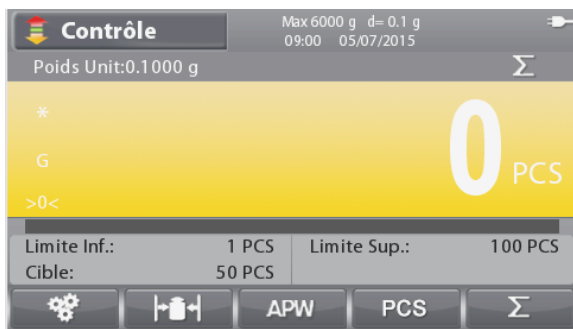 Contrôle
Max 6000 g d= 0.1 g
09:00 05/07/2015
Poids Unit:0.1000 g Σ
*
G
0 PCS
>0<
Limite Inf.: 1 PCS Limite Sup.: 100 PCS
Cible: 50 PCS
APW PCS Σ